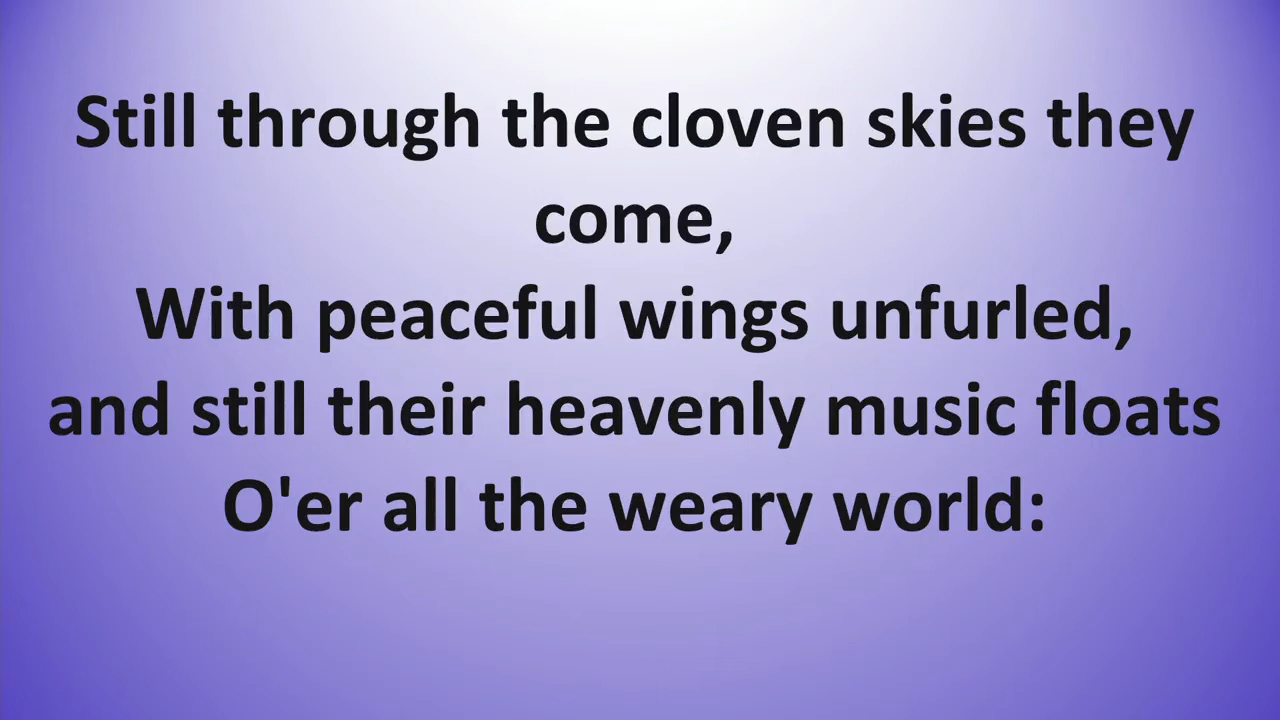 Still through the cloven skies they
come,
With peaceful wings unfurled,
and still their heavenly music floats
O'er all the weary world: